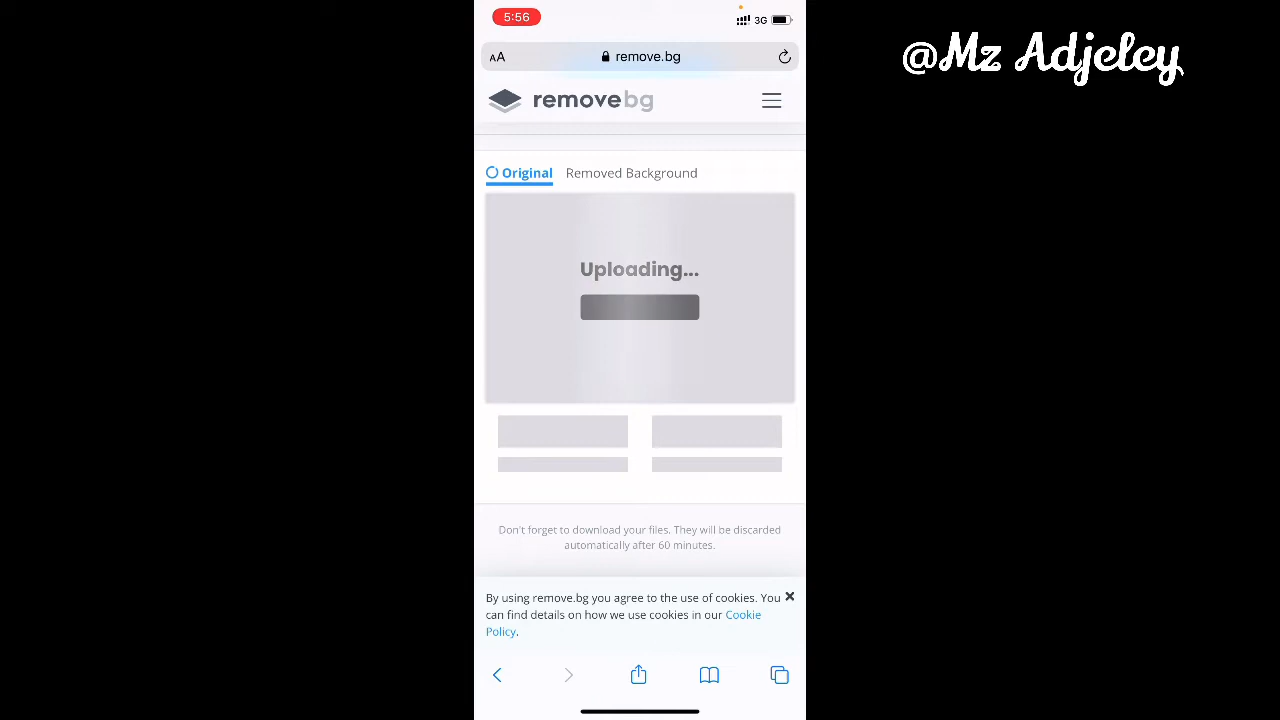 5:56
3G
@Mz Adjeley
AA
remove.bg
removebg
Original
Removed Background
Uploading...
Don't forget to download your files. They will be discarded
automatically after 60 minutes.
By using remove.bg you agree to the use of cookies. You
can find details on how we use cookies in our Cookie
Policy.